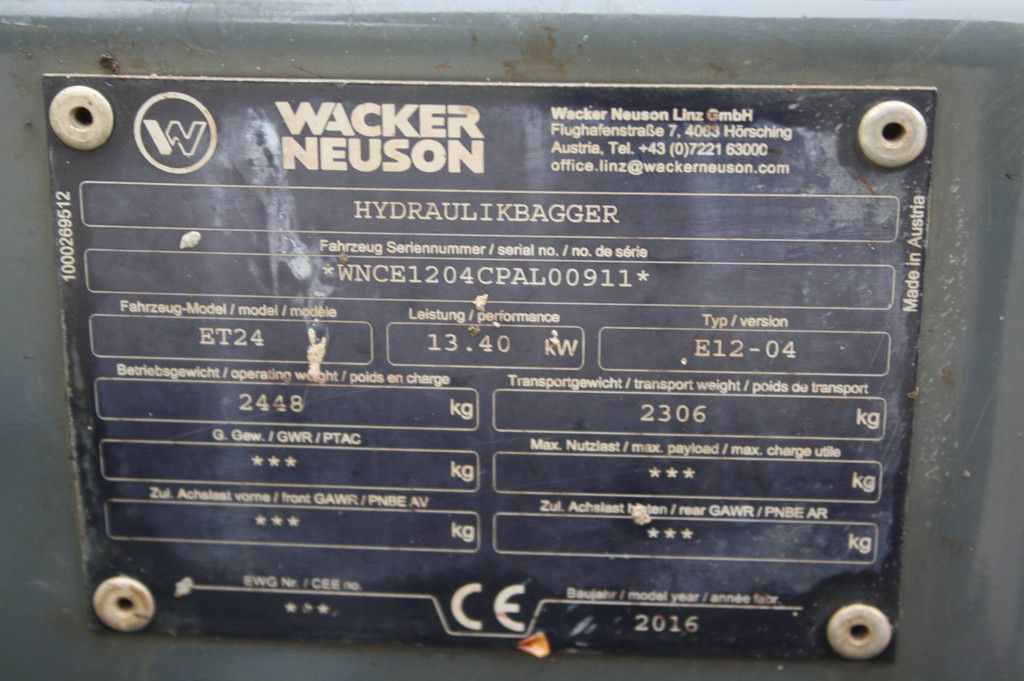 WACKER
NEUSON
Wacker Neuson Linz GmbH
Flughafenstraße 7, 4063 Hörsching
Austria, Tel. +43 (0)7221 63000
office.linz@wackerneuson.com
1000269512
Made in Austria
HYDRAULIKBAGGER
Fahrzeug Seriennummer / serial no. / no. de série
*WNCE1204CPAL00911*
Fahrzeug-Model / model / modèle
ET24
Leistung / performance
13.40 kW
Typ / version
E12-04
Betriebsgewicht / operating weight / poids en charge
2448 kg
Transportgewicht / transport weight / poids de transport
2306 kg
G. Gew. / GWR / PTAC
*** kg
Max. Nutzlast / max. payload / max. charge utile
*** kg
Zul. Achslast vorne / front GAWR / PNBE AV
*** kg
Zul. Achslast hinten / rear GAWR / PNBE AR
*** kg
EWG Nr. / CEE no.
***
CE
Baujahr / model year / année fabr.
2016